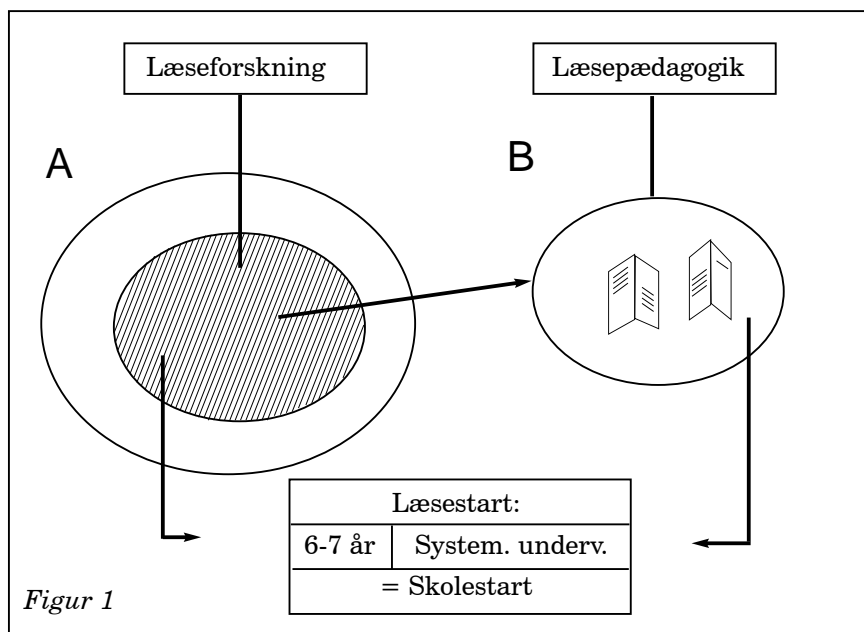 Læseforskning
Læsepædagogik
A
B
Læsestart:
6-7 år
System. underv.
= Skolestart
Figur 1